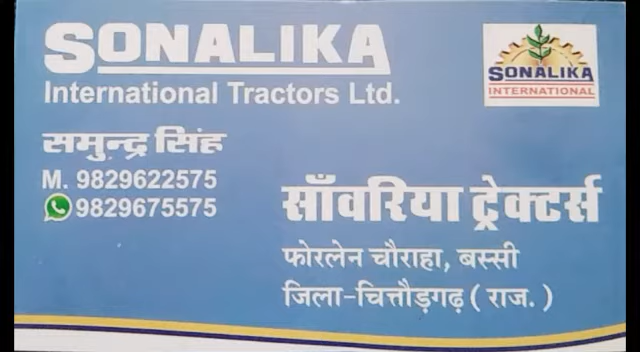 SONALIKA
International Tractors Ltd.
SONALIKA
INTERNATIONAL
समुन्द्र सिंह
M. 9829622575
9829675575
साँवरिया ट्रेक्टर्स
फोरलेन चौराहा, बस्सी
जिला-चित्तौड़गढ़ ( राज. )